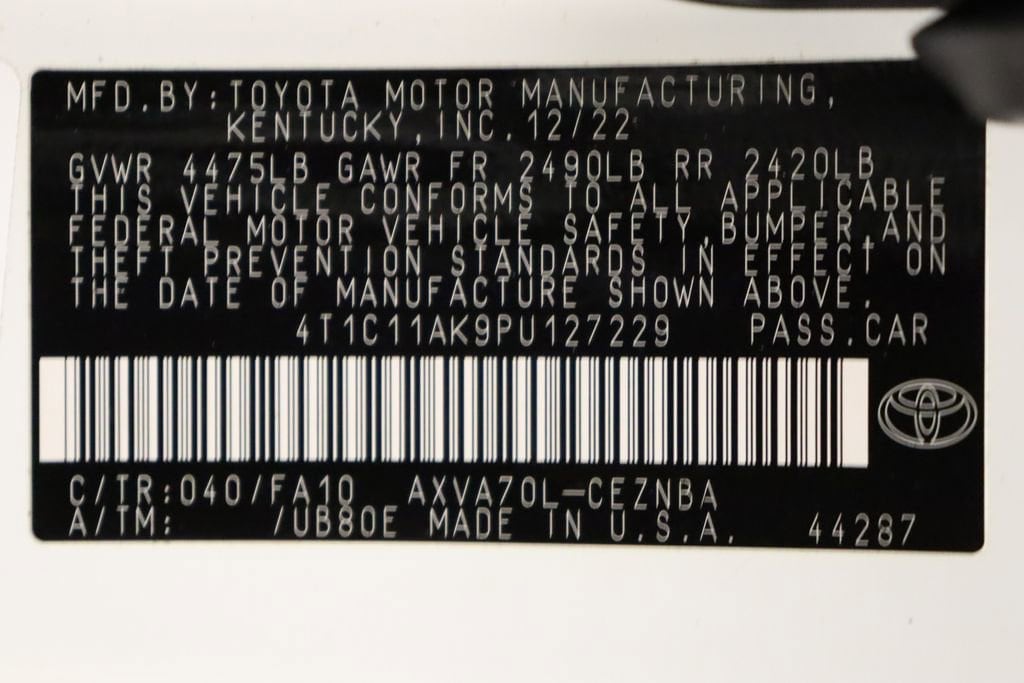 MFD.BY:TOYOTA MOTOR MANUFACTURING,
KENTUCKY,INC.12/22
GVWR 4475LB GAWR FR 2490LB RR 2420LB
THIS VEHICLE CONFORMS TO ALL APPLICABLE
FEDERAL MOTOR VEHICLE SAFETY,BUMPER,AND
THEFT PREVENTION STANDARDS IN EFFECT ON
THE DATE OF MANUFACTURE SHOWN ABOVE.
4T1C11AK9PU127229 PASS.CAR
C/TR:040/FA10 AXVA70L-CEZNBA
A/TM: /UB80E MADE IN U.S.A. 44287